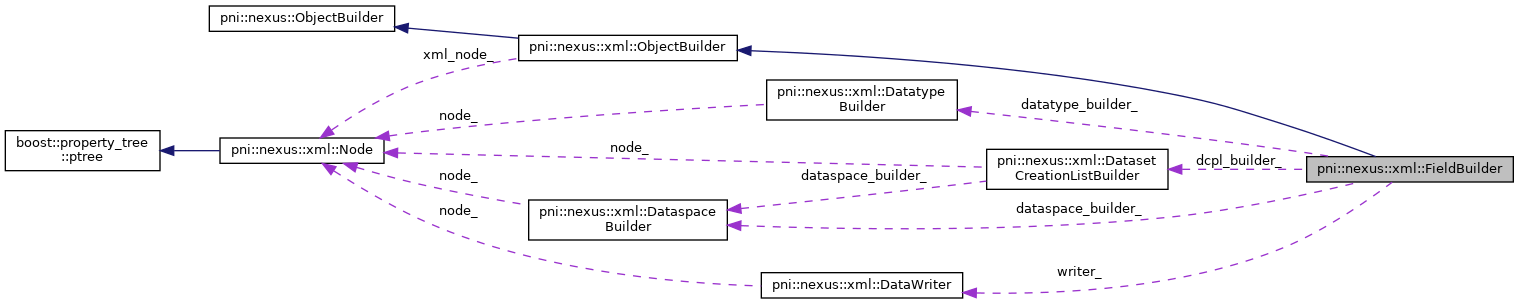 pni::nexus::ObjectBuilder
pni::nexus::xml::ObjectBuilder
xml_node_
pni::nexus::xml::Datatype
Builder
datatype_builder_
node_
boost::property_tree
::ptree
pni::nexus::xml::Node
node_
pni::nexus::xml::Dataset
CreationListBuilder
dcpl_builder_
pni::nexus::xml::FieldBuilder
node_
dataspace_builder_
pni::nexus::xml::Dataspace
Builder
dataspace_builder_
node_
writer_
pni::nexus::xml::DataWriter